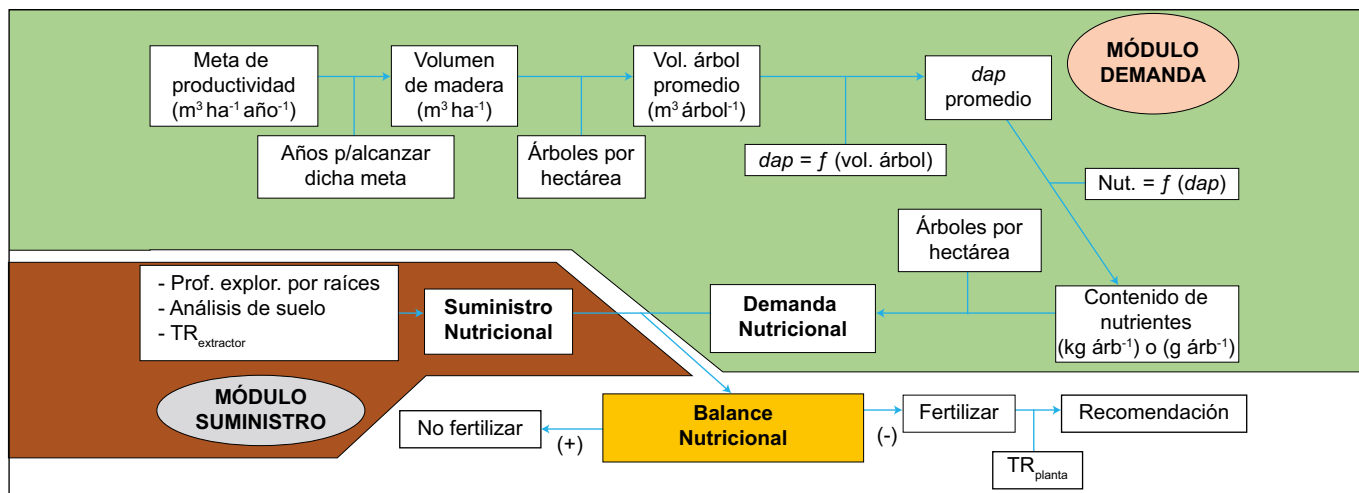 Meta de
productividad
(m³ ha⁻¹ año⁻¹)
Años p/alcanzar
dicha meta
Volumen
de madera
(m³ ha⁻¹)
Árboles por
hectárea
Vol. árbol
promedio
(m³ árbol⁻¹)
dap = f (vol. árbol)
dap
promedio
MÓDULO
DEMANDA
Nut. = f (dap)
Contenido de
nutrientes
(kg árb⁻¹) o (g árb⁻¹)
Árboles por
hectárea
Demanda
Nutricional
- Prof. explor. por raíces
- Análisis de suelo
- TRextractor
Suministro
Nutricional
MÓDULO
SUMINISTRO
Balance
Nutricional
(+)
No fertilizar
(-)
Fertilizar
TRplanta
Recomendación